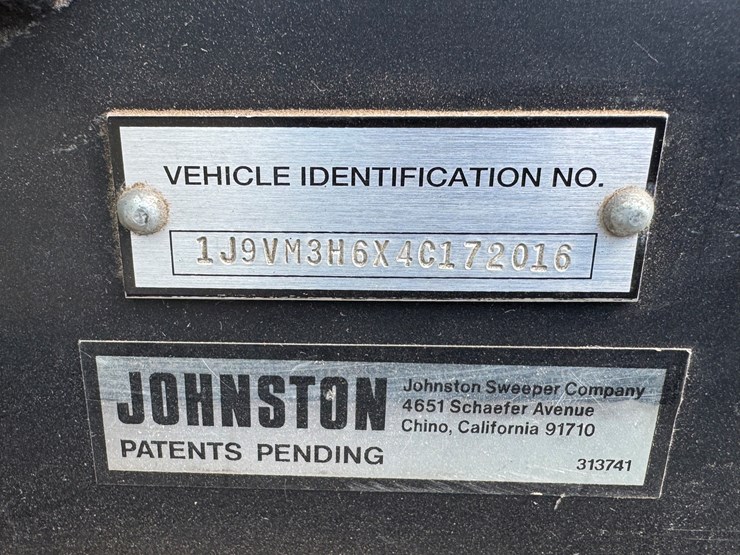 VEHICLE IDENTIFICATION NO.
1J9VM3H6X4C172016
JOHNSTON
PATENTS PENDING
Johnston Sweeper Company
4651 Schaefer Avenue
Chino, California 91710
313741